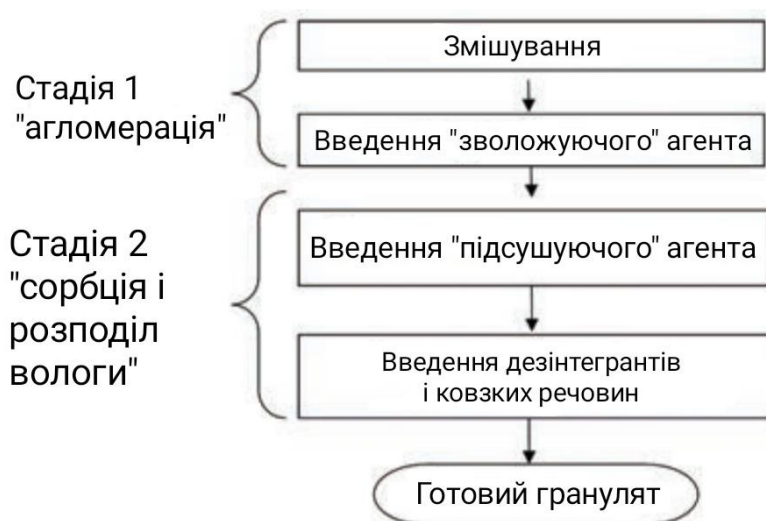 Стадія 1
"агломерація"
Змішування
Введення "зволожуючого" агента
Стадія 2
"сорбція і
розподіл
вологи"
Введення "підсушуючого" агента
Введення дезінтегрантів
і ковзких речовин
Готовий гранулят